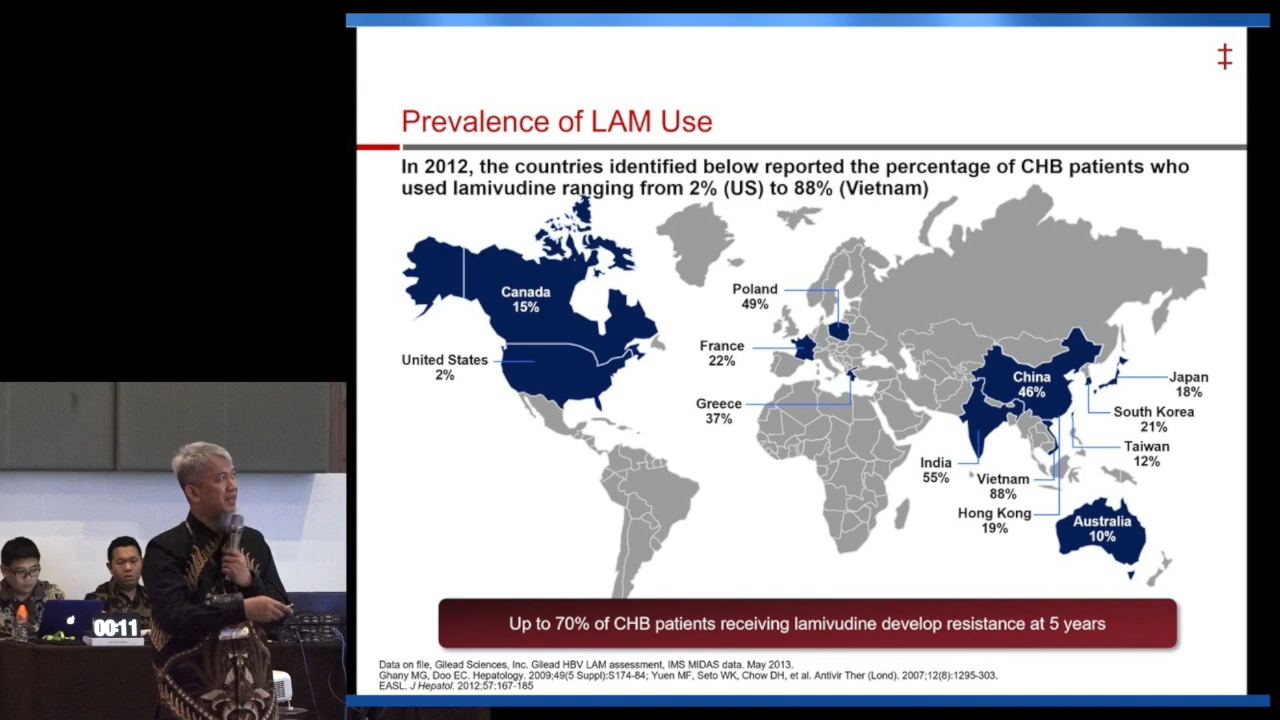 ‡
Prevalence of LAM Use
In 2012, the countries identified below reported the percentage of CHB patients who
used lamivudine ranging from 2% (US) to 88% (Vietnam)
Canada
15%
United States
2%
Poland
49%
France
22%
Greece
37%
China
46%
Japan
18%
South Korea
21%
Taiwan
12%
India
55%
Vietnam
88%
Hong Kong
19%
Australia
10%
Up to 70% of CHB patients receiving lamivudine develop resistance at 5 years
Data on file, Gilead Sciences, Inc. Gilead HBV LAM assessment, IMS MIDAS data. May 2013.
Ghany MG, Doo EC. Hepatology. 2009;49(5 Suppl):S174-84; Yuen MF, Seto WK, Chow DH, et al. Antivir Ther (Lond). 2007;12(8):1295-303.
EASL. J Hepatol. 2012;57:167-185
00:11